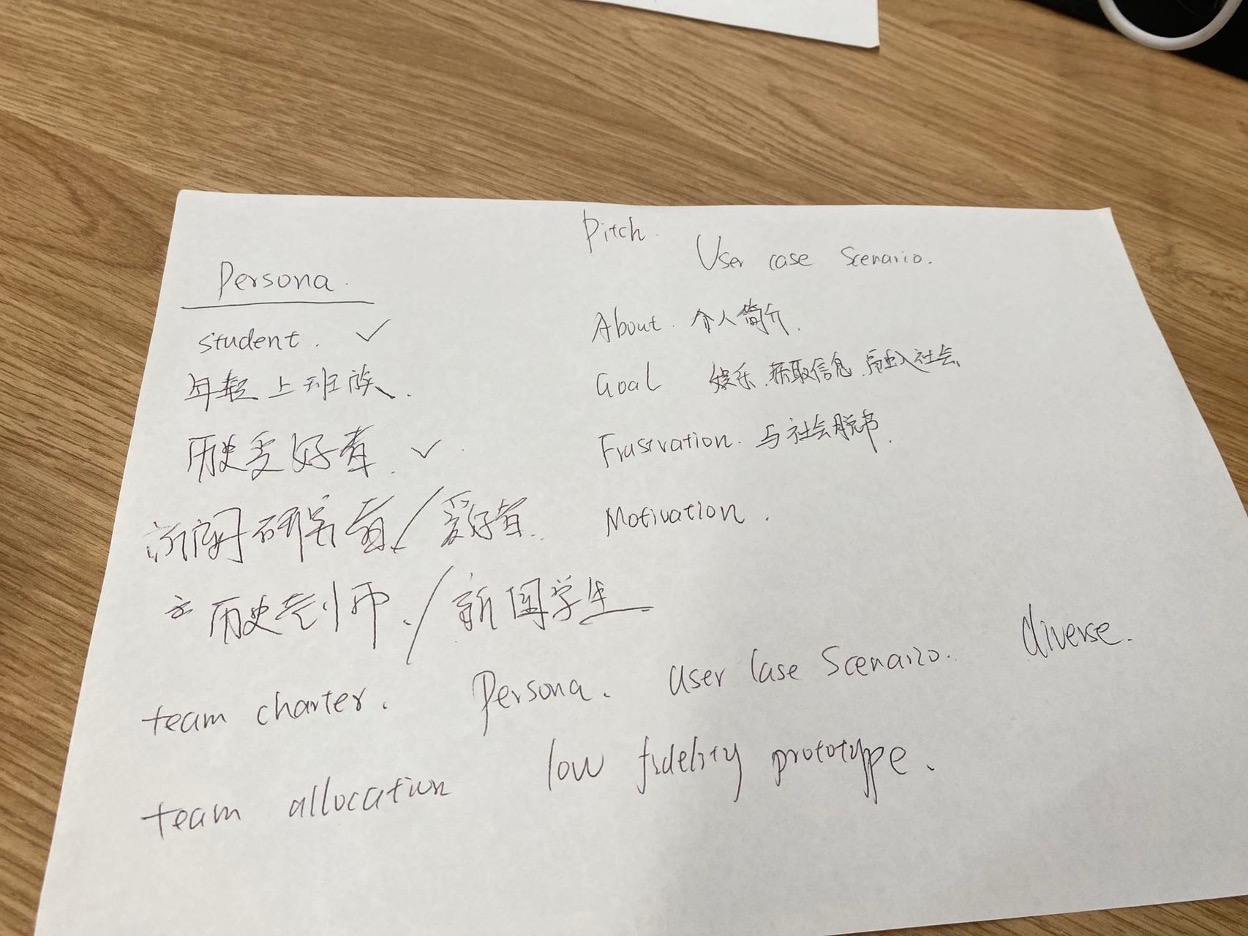 Pitch
User case Scenario.
Persona.
student. ✓
年轻上班族.
历史爱好者. ✓
新闻研究者/爱好者.
历史老师./新闻学生
About. 个人简介.
Goal 娱乐.获取信息.融入社会
Frustration. 与社会脱节.
Motivation.
team charter. Persona. User Case Scenario. diverse.
team allocation low fidelity prototype.